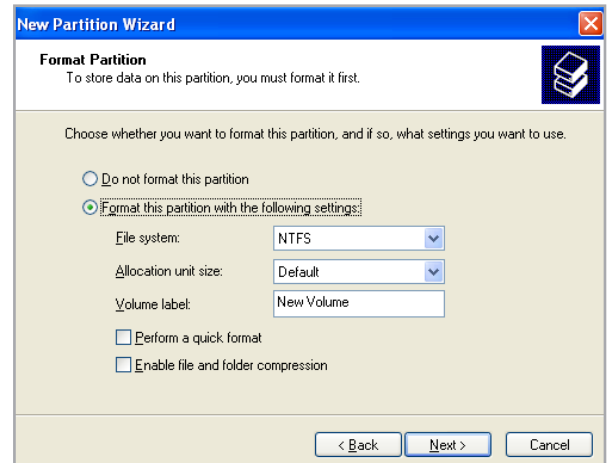 New Partition Wizard
Format Partition
To store data on this partition, you must format it first.
Choose whether you want to format this partition, and if so, what settings you want to use.
Do not format this partition
Format this partition with the following settings:
File system: NTFS
Allocation unit size: Default
Volume label: New Volume
Perform a quick format
Enable file and folder compression
< Back Next > Cancel